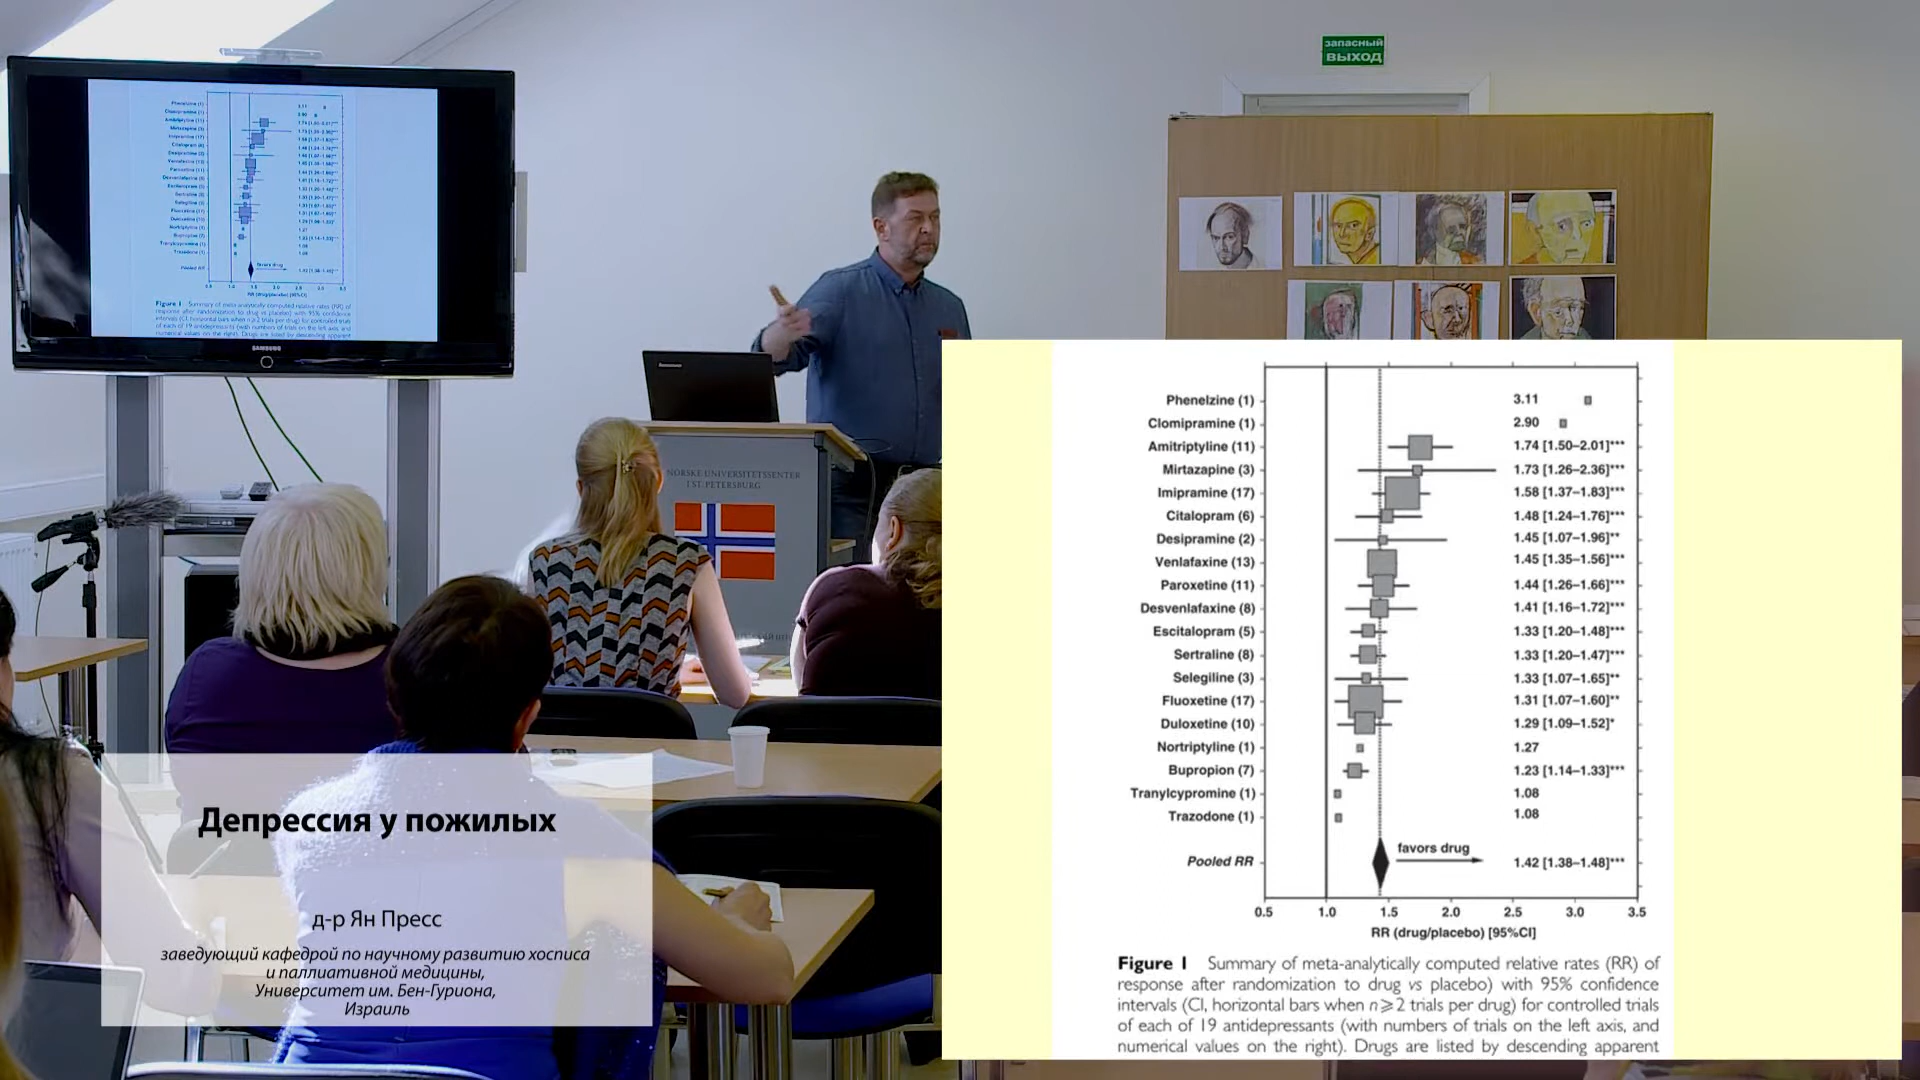 запасный
ВЫХОД
SAMSUNG
lenovo
NORSKE UNIVERSITETSSENTER
I ST. PETERSBURG
Phenelzine (1) 3.11
Clomipramine (1) 2.90
Amitriptyline (11) 1.74 [1.50–2.01]***
Mirtazapine (3) 1.73 [1.26–2.36]***
Imipramine (17) 1.58 [1.37–1.83]***
Citalopram (6) 1.48 [1.24–1.76]***
Desipramine (2) 1.45 [1.07–1.96]**
Venlafaxine (13) 1.45 [1.35–1.56]***
Paroxetine (11) 1.44 [1.26–1.66]***
Desvenlafaxine (8) 1.41 [1.16–1.72]***
Escitalopram (5) 1.33 [1.20–1.48]***
Sertraline (8) 1.33 [1.20–1.47]***
Selegiline (3) 1.33 [1.07–1.65]**
Fluoxetine (17) 1.31 [1.07–1.60]**
Duloxetine (10) 1.29 [1.09–1.52]*
Nortriptyline (1) 1.27
Bupropion (7) 1.23 [1.14–1.33]***
Tranylcypromine (1) 1.08
Trazodone (1) 1.08
favors drug
Pooled RR 1.42 [1.38–1.48]***
0.5 1.0 1.5 2.0 2.5 3.0 3.5
RR (drug/placebo) [95%CI]
Figure 1 Summary of meta-analytically computed relative rates (RR) of
response after randomization to drug vs placebo) with 95% confidence
intervals (CI, horizontal bars when n⩾2 trials per drug) for controlled trials
of each of 19 antidepressants (with numbers of trials on the left axis, and
numerical values on the right). Drugs are listed by descending apparent
Депрессия у пожилых
д-р Ян Пресс
заведующий кафедрой по научному развитию хосписа
и паллиативной медицины,
Университет им. Бен-Гуриона,
Израиль